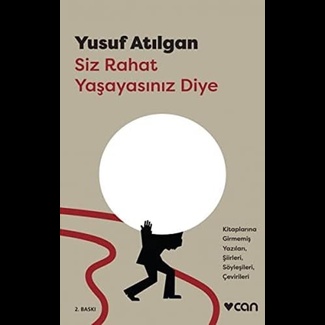 Yusuf Atılgan
Siz Rahat
Yaşayasınız Diye
Kitaplarına
Girmemiş
Yazıları,
Şiirleri,
Söyleşileri,
Çevirileri
2. BASKI
can